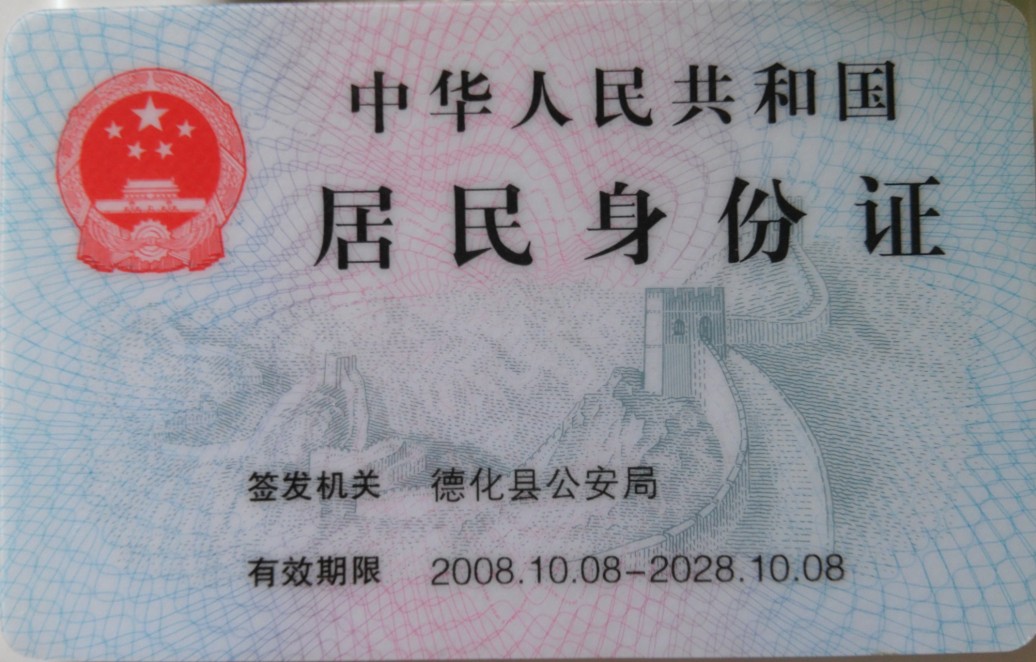 中华人民共和国
居民身份证
签发机关 德化县公安局
有效期限 2008.10.08-2028.10.08